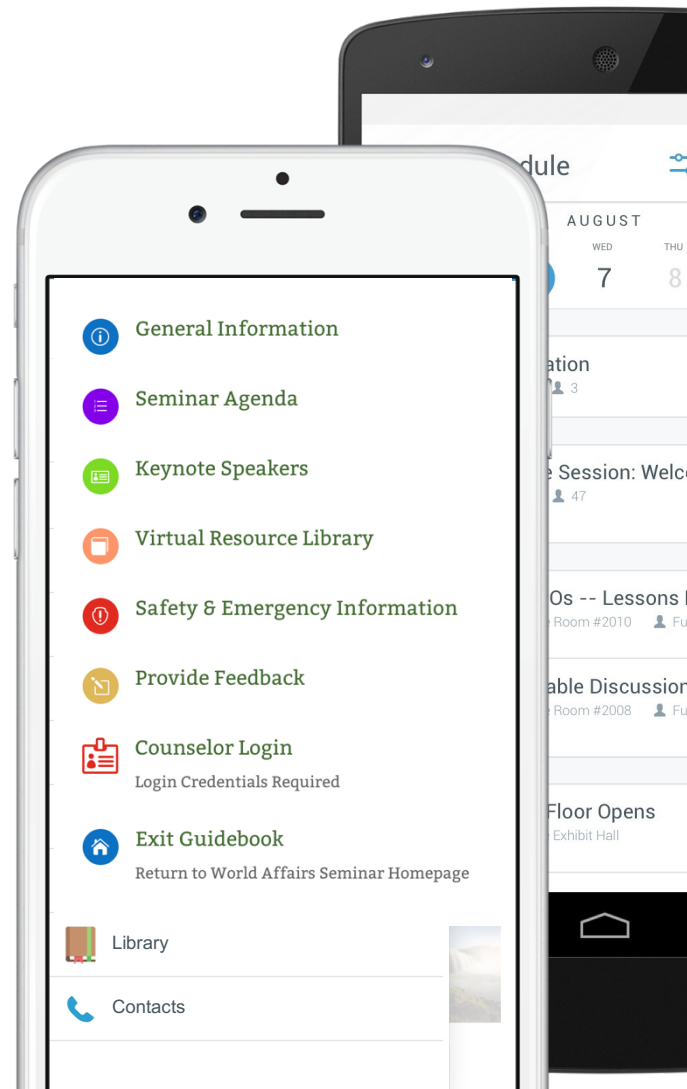 General Information
Seminar Agenda
Keynote Speakers
Virtual Resource Library
Safety & Emergency Information
Provide Feedback
Counselor Login
Login Credentials Required
Exit Guidebook
Return to World Affairs Seminar Homepage
Library
Contacts
dule
AUGUST
WED THU
7 8
ation
3
Session: Welc
47
Os -- Lessons
Room #2010 Fu
able Discussion
Room #2008 Fu
Floor Opens
Exhibit Hall